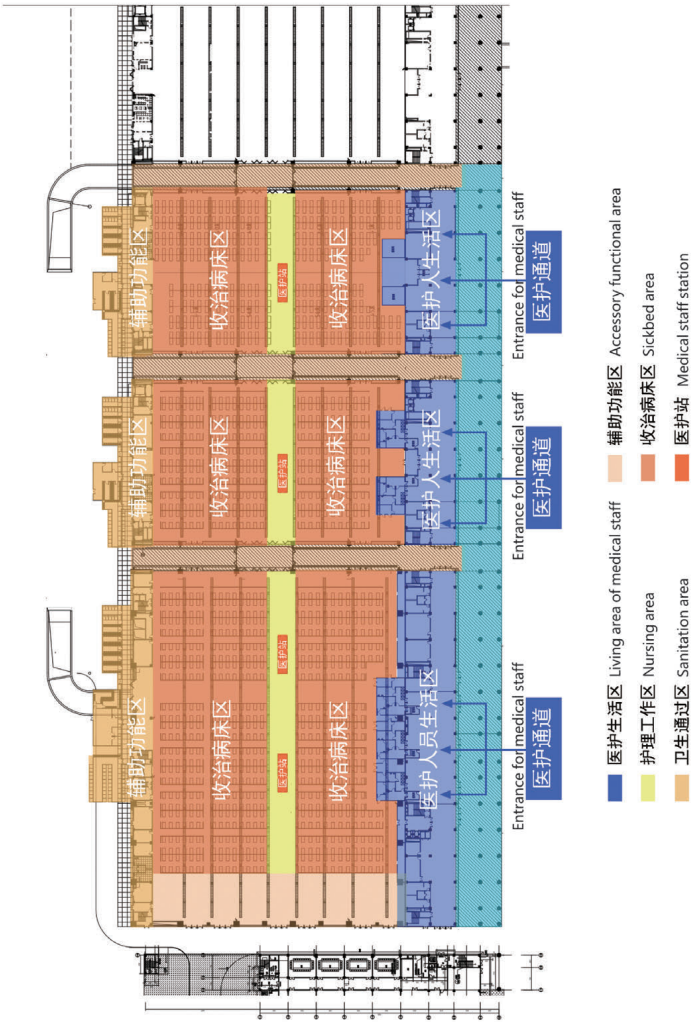 辅助功能区
辅助功能区
辅助功能区
收治病床区
收治病床区
收治病床区
医护站
医护站
医护站
医护站
收治病床区
收治病床区
收治病床区
医护人员生活区
医护人生活区
医护人生活区
Entrance for medical staff
Entrance for medical staff
Entrance for medical staff
医护通道
医护通道
医护通道
医护生活区 Living area of medical staff
辅助功能区 Accessory functional area
护理工作区 Nursing area
收治病床区 Sickbed area
卫生通过区 Sanitation area
医护站 Medical staff station